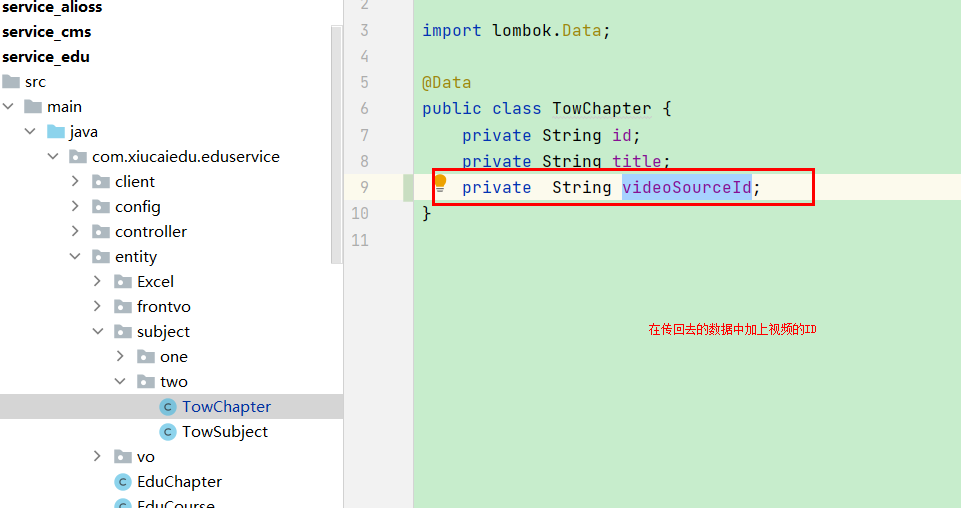 service_alioss
service_cms
service_edu
src
main
java
com.xiucaiedu.eduservice
client
config
controller
entity
Excel
frontvo
subject
one
two
TowChapter
TowSubject
vo
EduChapter
EduCourse
2
3 import lombok.Data;
4
5 @Data
6 public class TowChapter {
7 private String id;
8 private String title;
9 private String videoSourceId;
10 }
11
在传回去的数据中加上视频的ID